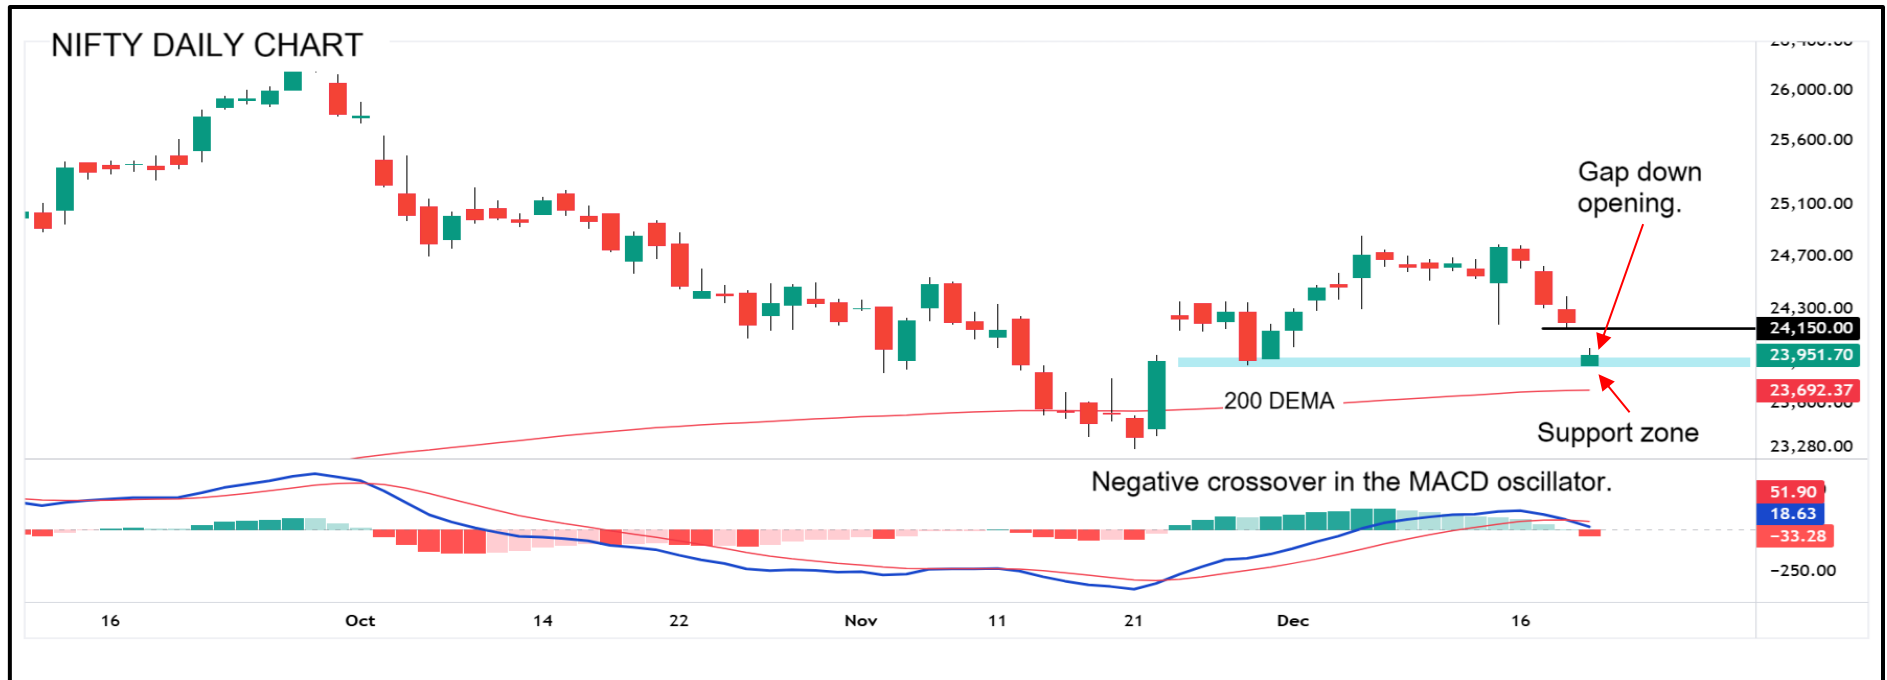 NIFTY DAILY CHART
26,000.00
25,600.00
Gap down
opening.
25,100.00
24,700.00
24,300.00
24,150.00
23,951.70
23,692.37
200 DEMA
Support zone
23,280.00
Negative crossover in the MACD oscillator.
51.90
18.63
−33.28
−250.00
16 Oct 14 22 Nov 11 21 Dec 16